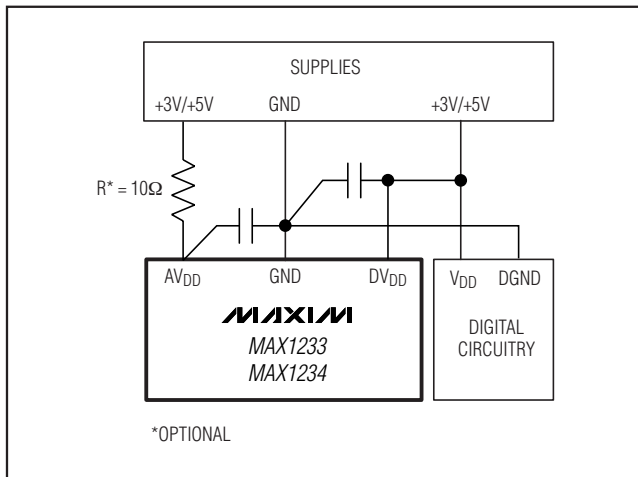 SUPPLIES
+3V/+5V GND +3V/+5V
R* = 10Ω
AVDD GND DVDD VDD DGND
MAXIM
MAX1233
MAX1234
DIGITAL
CIRCUITRY
*OPTIONAL